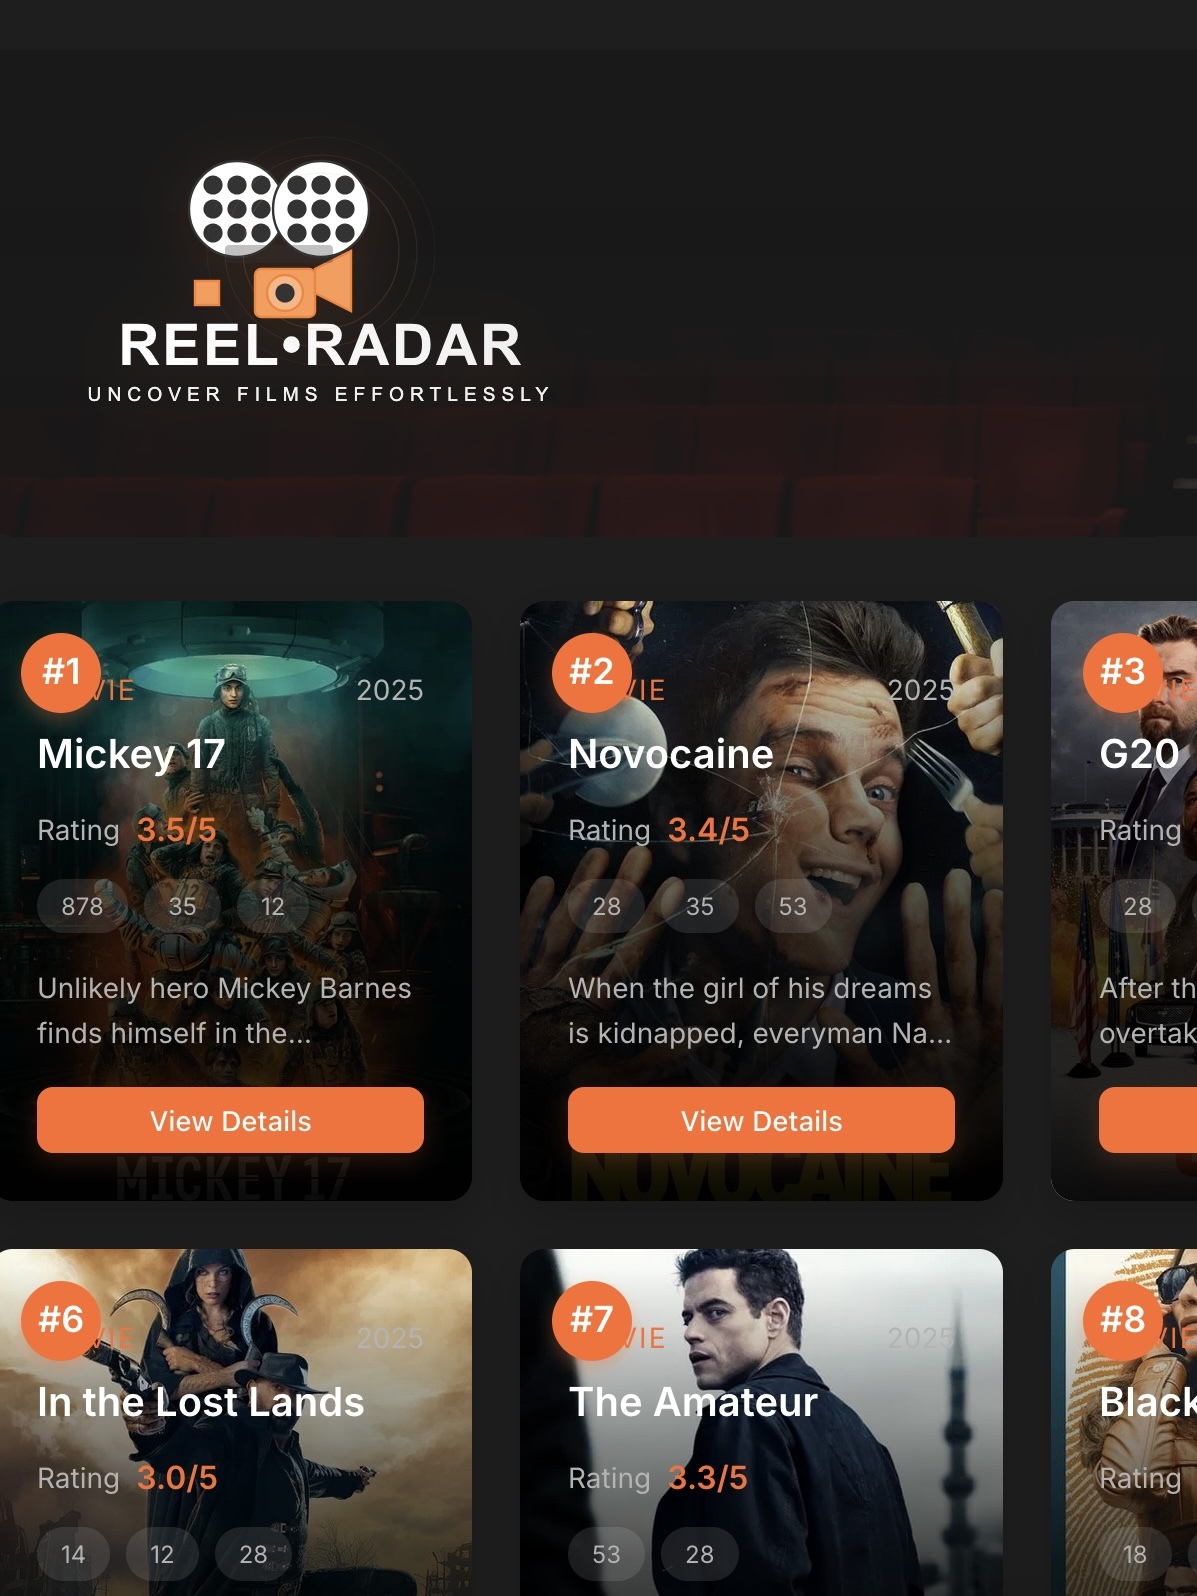 REEL•RADAR
UNCOVER FILMS EFFORTLESSLY
#1
VIE
2025
Mickey 17
Rating 3.5/5
878 35 12
Unlikely hero Mickey Barnes
finds himself in the...
View Details
MICKEY 17
#2
VIE
2025
Novocaine
Rating 3.4/5
28 35 53
When the girl of his dreams
is kidnapped, everyman Na...
View Details
NOVOCAINE
#3
G20
Rating
28
After th
overtak
#6
VIE
2025
In the Lost Lands
Rating 3.0/5
14 12 28
#7
VIE
2025
The Amateur
Rating 3.3/5
53 28
#8
Black
Rating
18